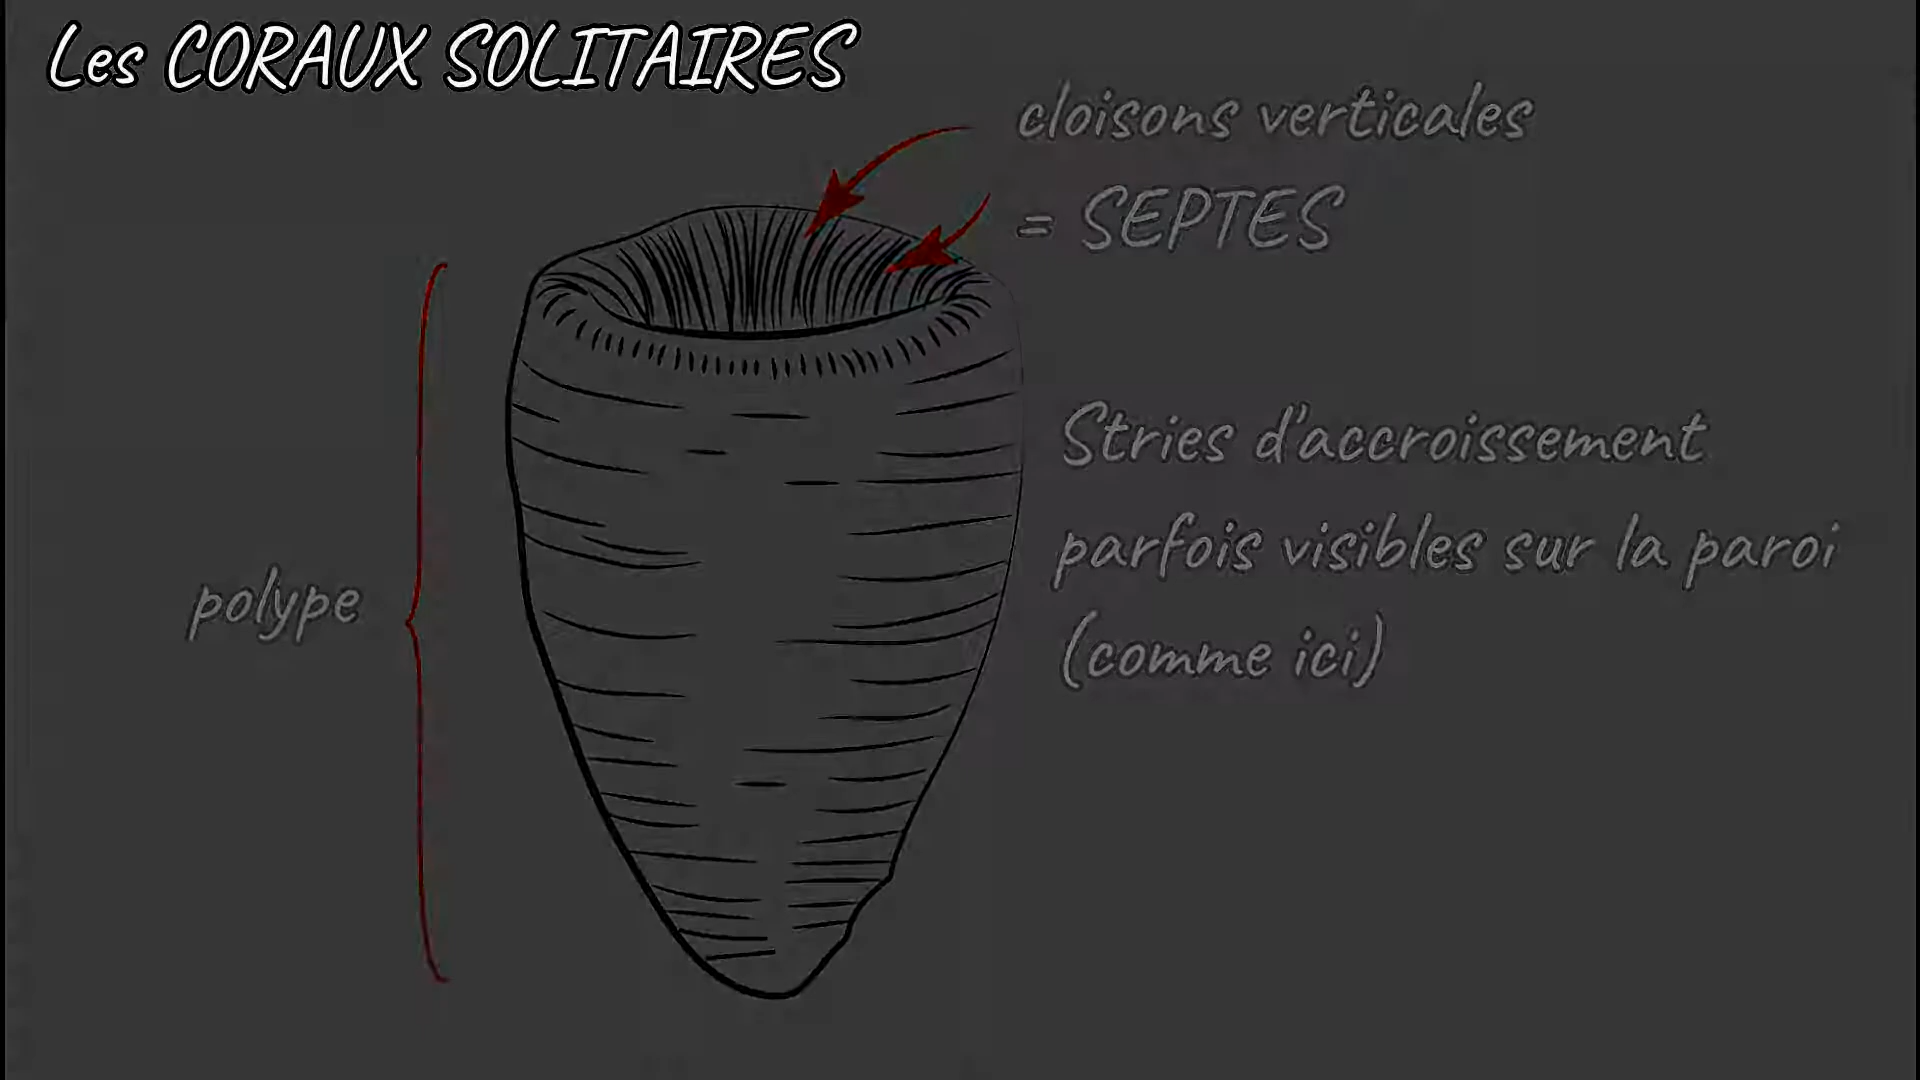 Les CORAUX SOLITAIRES
cloisons verticales
= SEPTES
Stries d'accroissement
parfois visibles sur la paroi
(comme ici)
polype